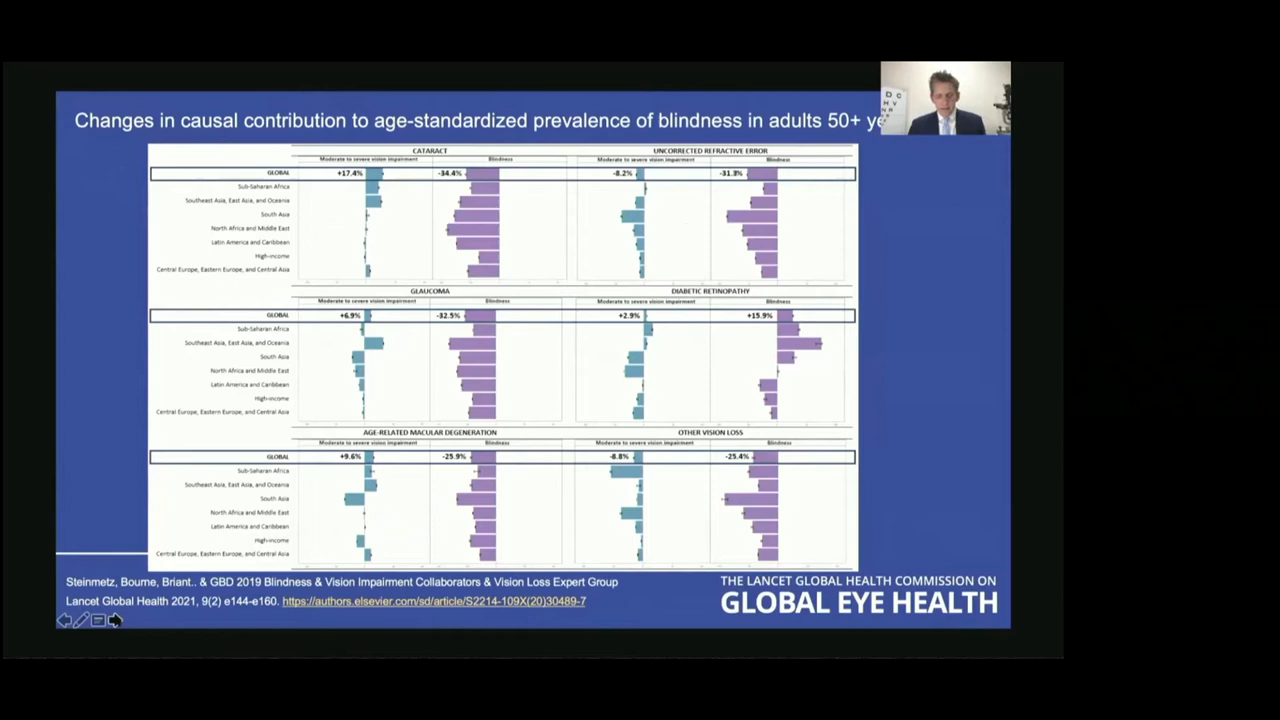 Changes in causal contribution to age-standardized prevalence of blindness in adults 50+ ye
CATARACT
Moderate to severe vision impairment Blindness
GLOBAL +17.4% -34.4%
Sub-Saharan Africa
Southeast Asia, East Asia, and Oceania
South Asia
North Africa and Middle East
Latin America and Caribbean
High-income
Central Europe, Eastern Europe, and Central Asia
UNCORRECTED REFRACTIVE ERROR
Moderate to severe vision impairment Blindness
-8.2% -31.3%
GLAUCOMA
Moderate to severe vision impairment Blindness
GLOBAL +6.9% -32.5%
Sub-Saharan Africa
Southeast Asia, East Asia, and Oceania
South Asia
North Africa and Middle East
Latin America and Caribbean
High-income
Central Europe, Eastern Europe, and Central Asia
DIABETIC RETINOPATHY
Moderate to severe vision impairment Blindness
+2.9% +15.9%
AGE-RELATED MACULAR DEGENERATION
Moderate to severe vision impairment Blindness
GLOBAL +9.6% -25.9%
Sub-Saharan Africa
Southeast Asia, East Asia, and Oceania
South Asia
North Africa and Middle East
Latin America and Caribbean
High-income
Central Europe, Eastern Europe, and Central Asia
OTHER VISION LOSS
Moderate to severe vision impairment Blindness
-8.8% -25.4%
Steinmetz, Bourne, Briant.. & GBD 2019 Blindness & Vision Impairment Collaborators & Vision Loss Expert Group
Lancet Global Health 2021, 9(2) e144-e160. https://authors.elsevier.com/sd/article/S2214-109X(20)30489-7
THE LANCET GLOBAL HEALTH COMMISSION ON
GLOBAL EYE HEALTH